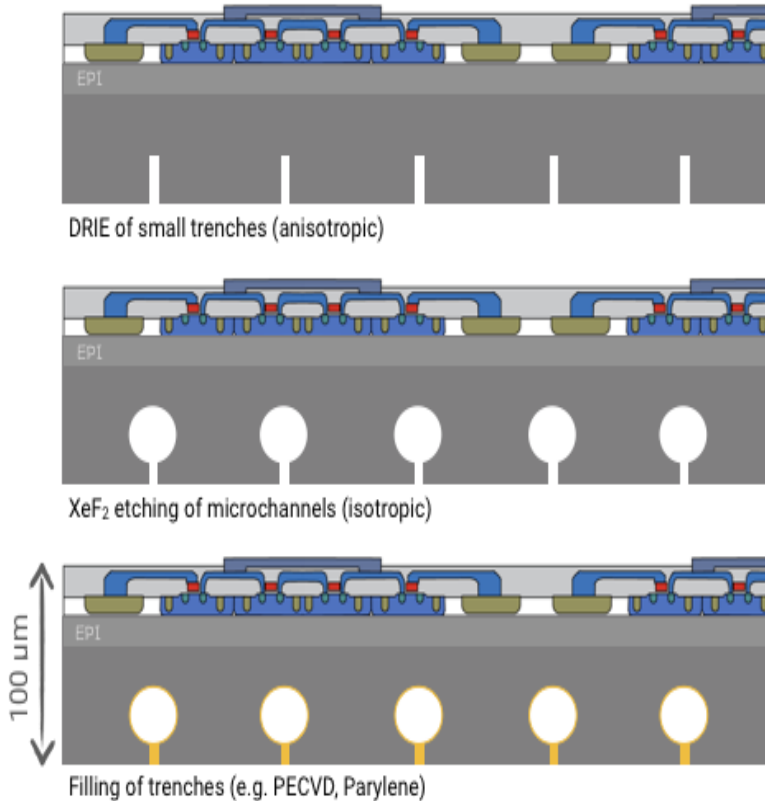 EPI
DRIE of small trenches (anisotropic)
EPI
XeF₂ etching of microchannels (isotropic)
100 um
EPI
Filling of trenches (e.g. PECVD, Parylene)